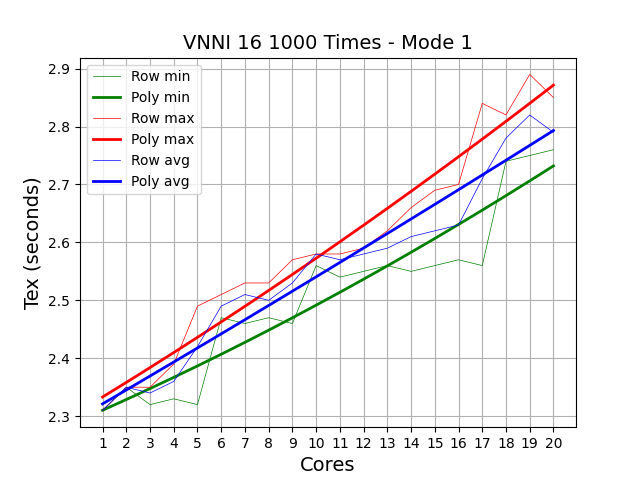 VNNI 16 1000 Times - Mode 1
Row min
Poly min
Row max
Poly max
Row avg
Poly avg
Tex (seconds)
2.9
2.8
2.7
2.6
2.5
2.4
2.3
1 2 3 4 5 6 7 8 9 10 11 12 13 14 15 16 17 18 19 20
Cores